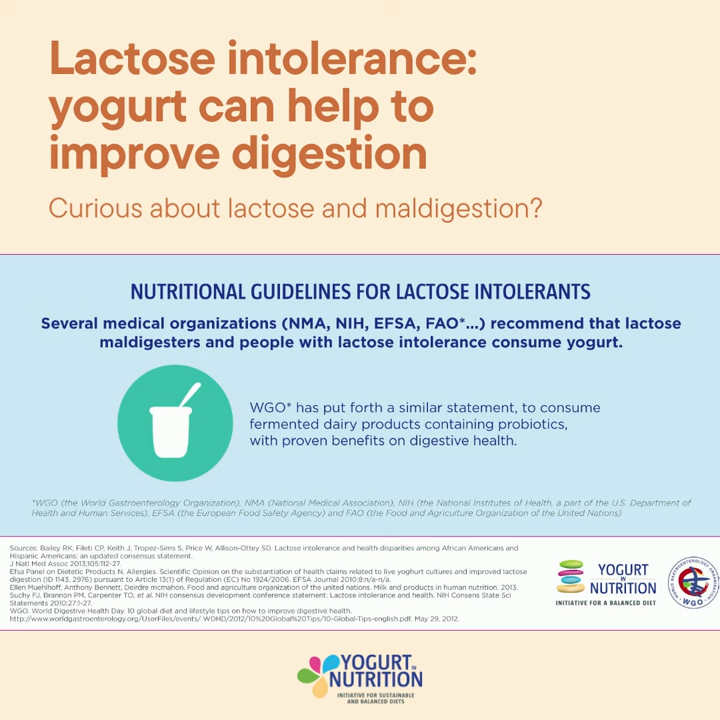 Lactose intolerance:
yogurt can help to
improve digestion
Curious about lactose and maldigestion?
NUTRITIONAL GUIDELINES FOR LACTOSE INTOLERANTS
Several medical organizations (NMA, NIH, EFSA, FAO*...) recommend that lactose
maldigesters and people with lactose intolerance consume yogurt.
WGO* has put forth a similar statement, to consume
fermented dairy products containing probiotics,
with proven benefits on digestive health.
*WGO (the World Gastroenterology Organization), NMA (National Medical Association), NIH (the National Institutes of Health, a part of the U.S. Department of
Health and Human Services), EFSA (the European Food Safety Agency) and FAO (the Food and Agriculture Organization of the United Nations)
Sources: Bailey RK, Fileti CP, Keith J, Tropez-Sims S, Price W, Allison-Ottey SD. Lactose intolerance and health disparities among African Americans and
Hispanic Americans: an updated consensus statement.
J Natl Med Assoc 2013;105:112-27.
Efsa Panel on Dietetic Products N, Allergies. Scientific Opinion on the substantiation of health claims related to live yoghurt cultures and improved lactose
digestion (ID 1143, 2976) pursuant to Article 13(1) of Regulation (EC) No 1924/2006. EFSA Journal 2010;8:n/a-n/a.
Ellen Muehlhoff, Anthony Bennett, Deirdre mcmahon, Food and agriculture organization of the united nations. Milk and products in human nutrition. 2013.
Suchy FJ, Brannon PM, Carpenter TO, et al. NIH consensus development conference statement: Lactose intolerance and health. NIH Consens State Sci
Statements 2010;27:1-27.
WGO. World Digestive Health Day. 10 global diet and lifestyle tips on how to improve digestive health.
http://www.worldgastroenterology.org/UserFiles/events/ WDHD/2012/10%20Global%20Tips/10-Global-Tips-english.pdf. May 29, 2012.
YOGURT
IN
NUTRITION
INITIATIVE FOR A BALANCED DIET
WGO
YOGURT
IN
NUTRITION
INITIATIVE FOR SUSTAINABLE
AND BALANCED DIETS